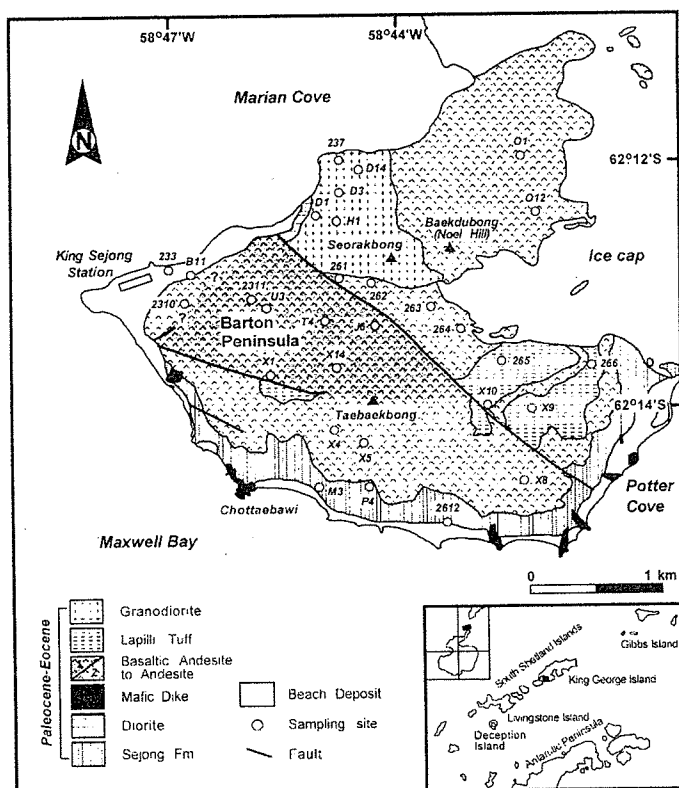 58°47'W
58°44'W
Marian Cove
N
237
D14
O1
62°12'S
D3
D1
H1
O12
Baekdubong
(Noel Hill)
Seorakbong
Ice cap
King Sejong
Station
233
B11
?
261
262
2311
U3
2310
263
?
T4
J6
264
Barton
Peninsula
X14
265
266
X1
X10
X9
62°14'S
Taebaekbong
X4
X5
X8
M3
P4
Potter
Cove
Chottaebawi
2612
Maxwell Bay
0 1 km
Paleocene-Eocene
Granodiorite
Lapilli Tuff
Basaltic Andesite
to Andesite
1
2
Mafic Dike
Diorite
Sejong Fm
Beach Deposit
Sampling site
Fault
Gibbs Island
South Shetland Islands
King George Island
Livingstone Island
Deception
Island
Antarctic Peninsula